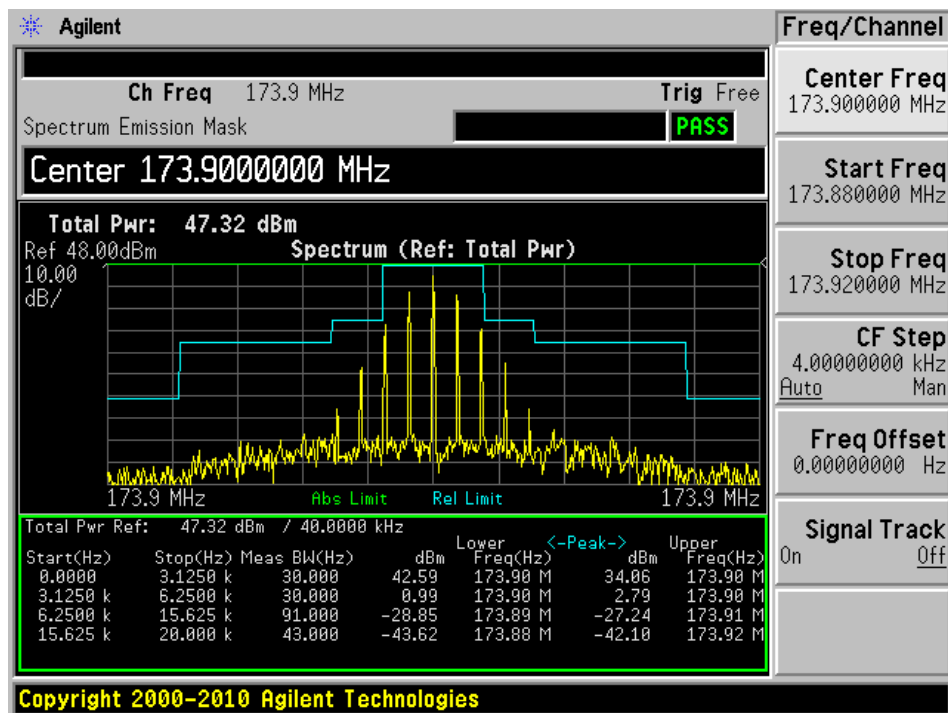 Agilent
Freq/Channel
Ch Freq 173.9 MHz Trig Free
Spectrum Emission Mask PASS
Center 173.9000000 MHz
Total Pwr: 47.32 dBm
Ref 48.00dBm Spectrum (Ref: Total Pwr)
10.00
dB/
173.9 MHz Abs Limit Rel Limit 173.9 MHz
Total Pwr Ref: 47.32 dBm / 40.0000 kHz
Lower <-Peak-> Upper
Start(Hz) Stop(Hz) Meas BW(Hz) dBm Freq(Hz) dBm Freq(Hz)
0.0000 3.1250 k 30.000 42.59 173.90 M 34.06 173.90 M
3.1250 k 6.2500 k 30.000 0.99 173.90 M 2.79 173.90 M
6.2500 k 15.625 k 91.000 -28.85 173.89 M -27.24 173.91 M
15.625 k 20.000 k 43.000 -43.62 173.88 M -42.10 173.92 M
Center Freq
173.900000 MHz
Start Freq
173.880000 MHz
Stop Freq
173.920000 MHz
CF Step
4.00000000 kHz
Auto Man
Freq Offset
0.00000000 Hz
Signal Track
On Off
Copyright 2000-2010 Agilent Technologies